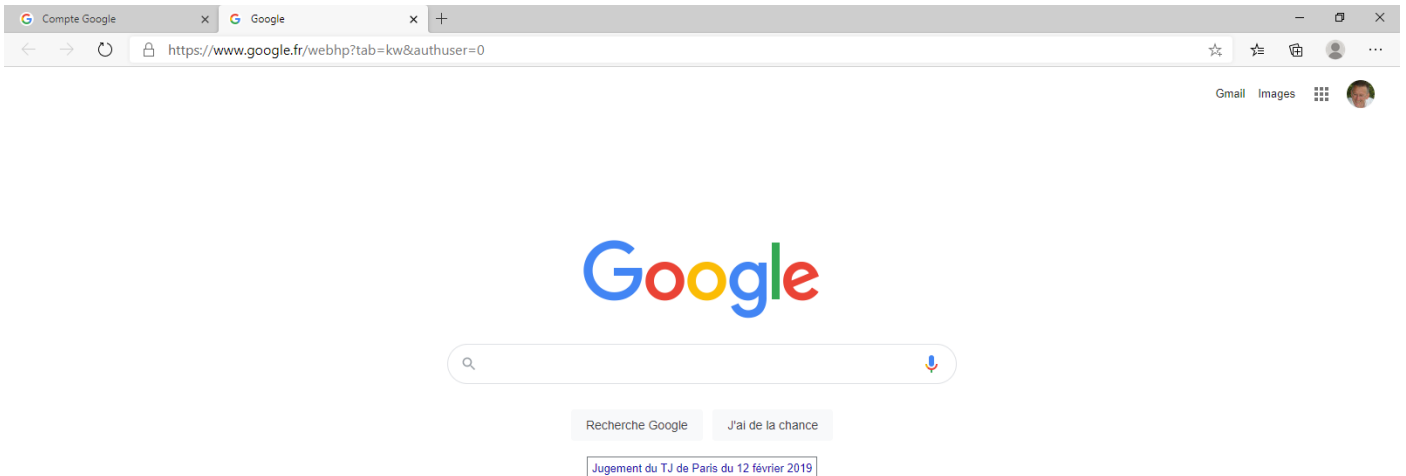 Compte Google
Google
https://www.google.fr/webhp?tab=kw&authuser=0
Gmail Images
Google
Recherche Google J'ai de la chance
Jugement du TJ de Paris du 12 février 2019